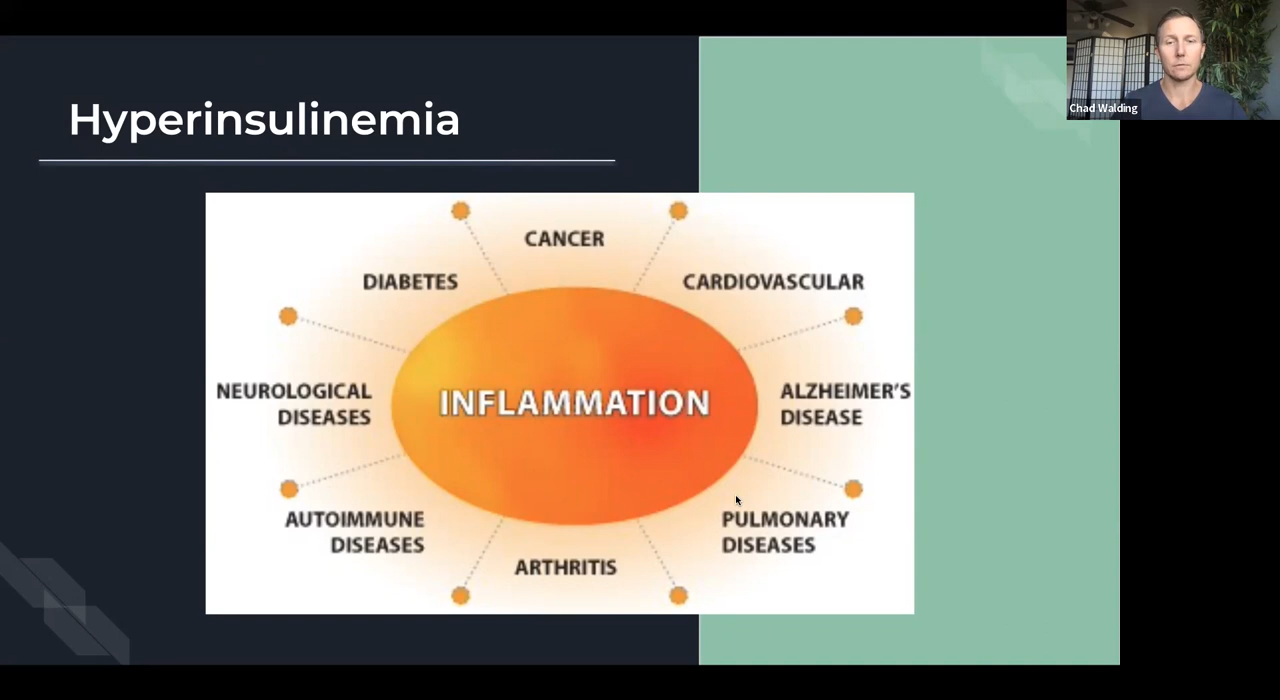 Hyperinsulinemia
Chad Walding
CANCER
DIABETES
CARDIOVASCULAR
NEUROLOGICAL
DISEASES
INFLAMMATION
ALZHEIMER'S
DISEASE
AUTOIMMUNE
DISEASES
PULMONARY
DISEASES
ARTHRITIS